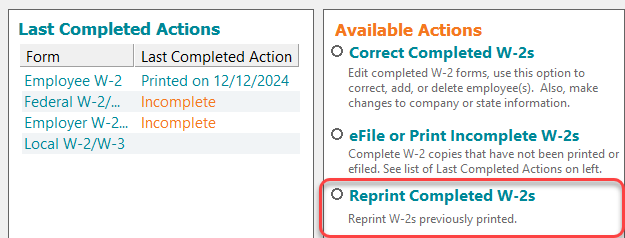 Last Completed Actions
Form Last Completed Action
Employee W-2 Printed on 12/12/2024
Federal W-2/... Incomplete
Employer W-2... Incomplete
Local W-2/W-3
Available Actions
Correct Completed W-2s
Edit completed W-2 forms, use this option to
correct, add, or delete employee(s). Also, make
changes to company or state information.
eFile or Print Incomplete W-2s
Complete W-2 copies that have not been printed or
efiled. See list of Last Completed Actions on left.
Reprint Completed W-2s
Reprint W-2s previously printed.